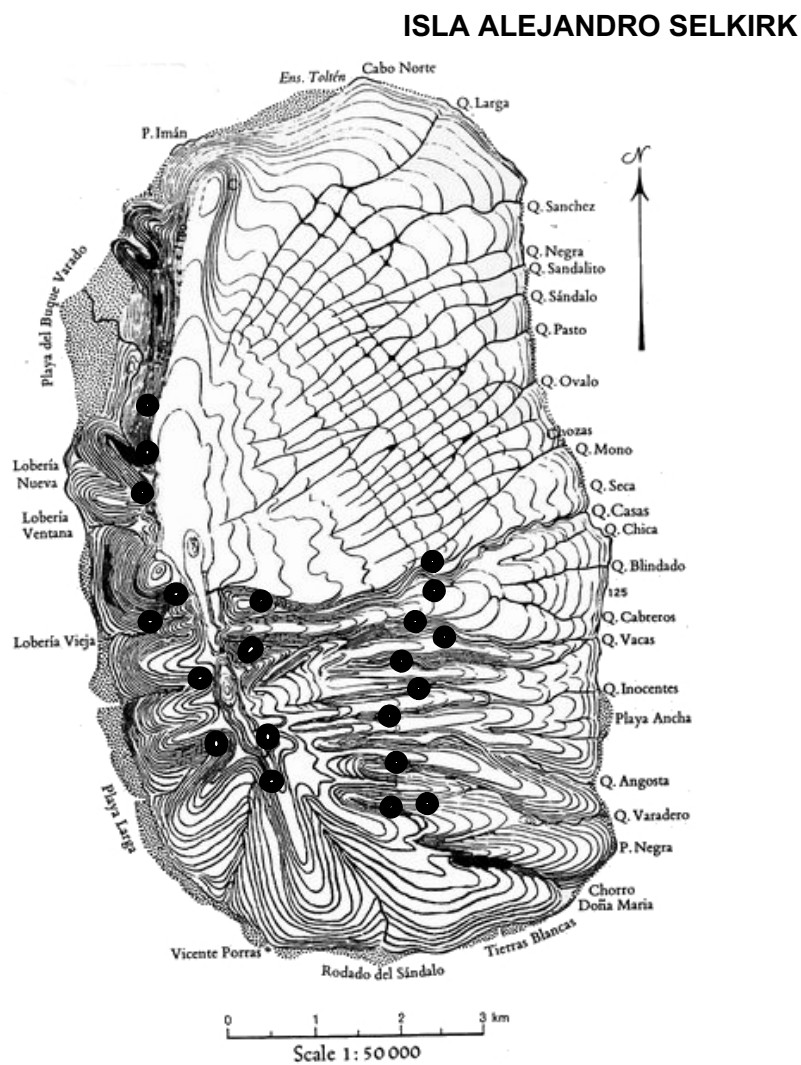 ISLA ALEJANDRO SELKIRK
Cabo Norte
Ens. Toltén
Q. Larga
P. Imán
N
Q. Sanchez
Q. Negra
Q. Sandalito
Q. Sándalo
Playa del Buque Varado
Q. Pasto
Q. Ovalo
Q. Mono
Lobería
Nueva
Q. Seca
Q. Casas
Lobería
Ventana
Q. Chica
Q. Blindado
125
Q. Cabreros
Lobería Vieja
Q. Vacas
Q. Inocentes
Playa Ancha
Q. Angosta
Playa Larga
Q. Varadero
P. Negra
Chorro
Doña Maria
Tierras Blancas
Vicente Porras
Rodado del Sándalo
0 1 2 3 km
Scale 1:50 000